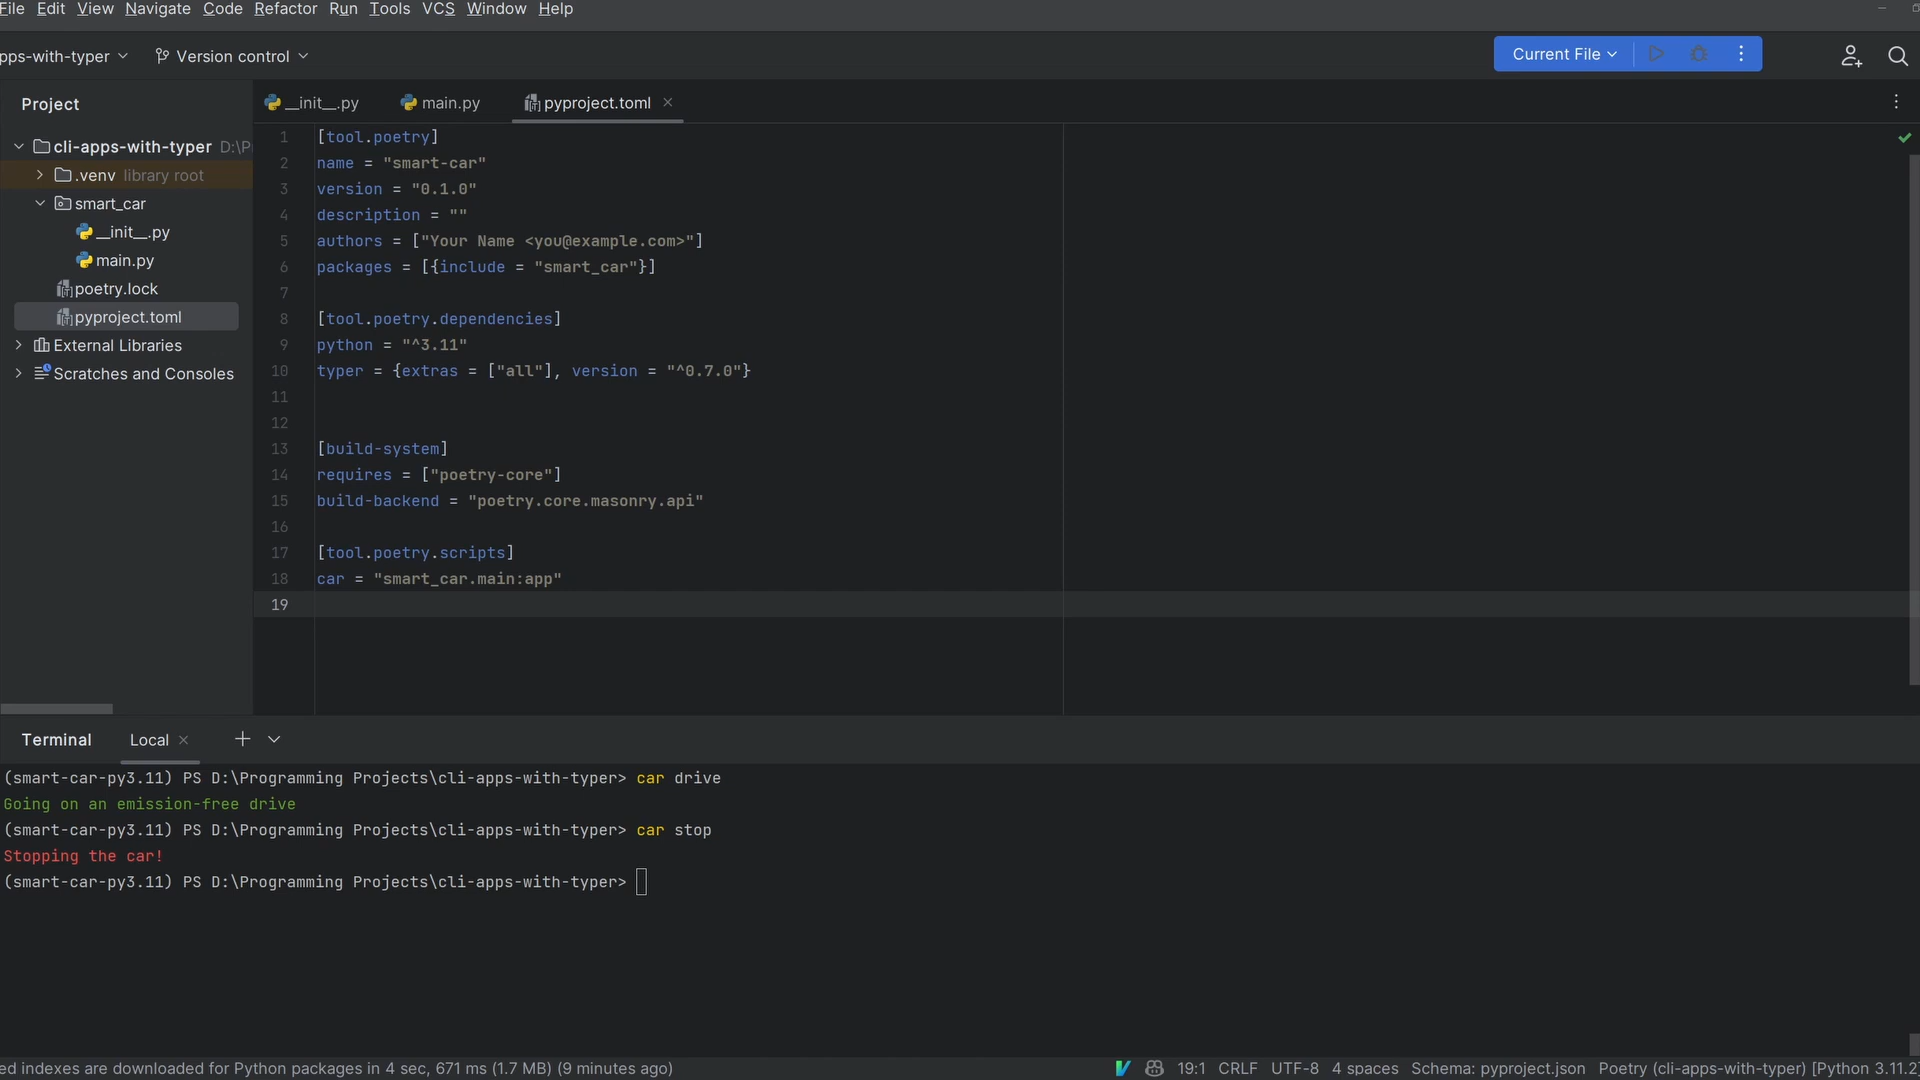 File Edit View Navigate Code Refactor Run Tools VCS Window Help
pps-with-typer Version control Current File
Project
__init__.py main.py pyproject.toml
cli-apps-with-typer D:\P
.venv library root
smart_car
__init__.py
main.py
poetry.lock
pyproject.toml
External Libraries
Scratches and Consoles
1 [tool.poetry]
2 name = "smart-car"
3 version = "0.1.0"
4 description = ""
5 authors = ["Your Name <you@example.com>"]
6 packages = [{include = "smart_car"}]
7
8 [tool.poetry.dependencies]
9 python = "^3.11"
10 typer = {extras = ["all"], version = "^0.7.0"}
11
12
13 [build-system]
14 requires = ["poetry-core"]
15 build-backend = "poetry.core.masonry.api"
16
17 [tool.poetry.scripts]
18 car = "smart_car.main:app"
19
Terminal Local
(smart-car-py3.11) PS D:\Programming Projects\cli-apps-with-typer> car drive
Going on an emission-free drive
(smart-car-py3.11) PS D:\Programming Projects\cli-apps-with-typer> car stop
Stopping the car!
(smart-car-py3.11) PS D:\Programming Projects\cli-apps-with-typer>
ed indexes are downloaded for Python packages in 4 sec, 671 ms (1.7 MB) (9 minutes ago) 19:1 CRLF UTF-8 4 spaces Schema: pyproject.json Poetry (cli-apps-with-typer) [Python 3.11.2